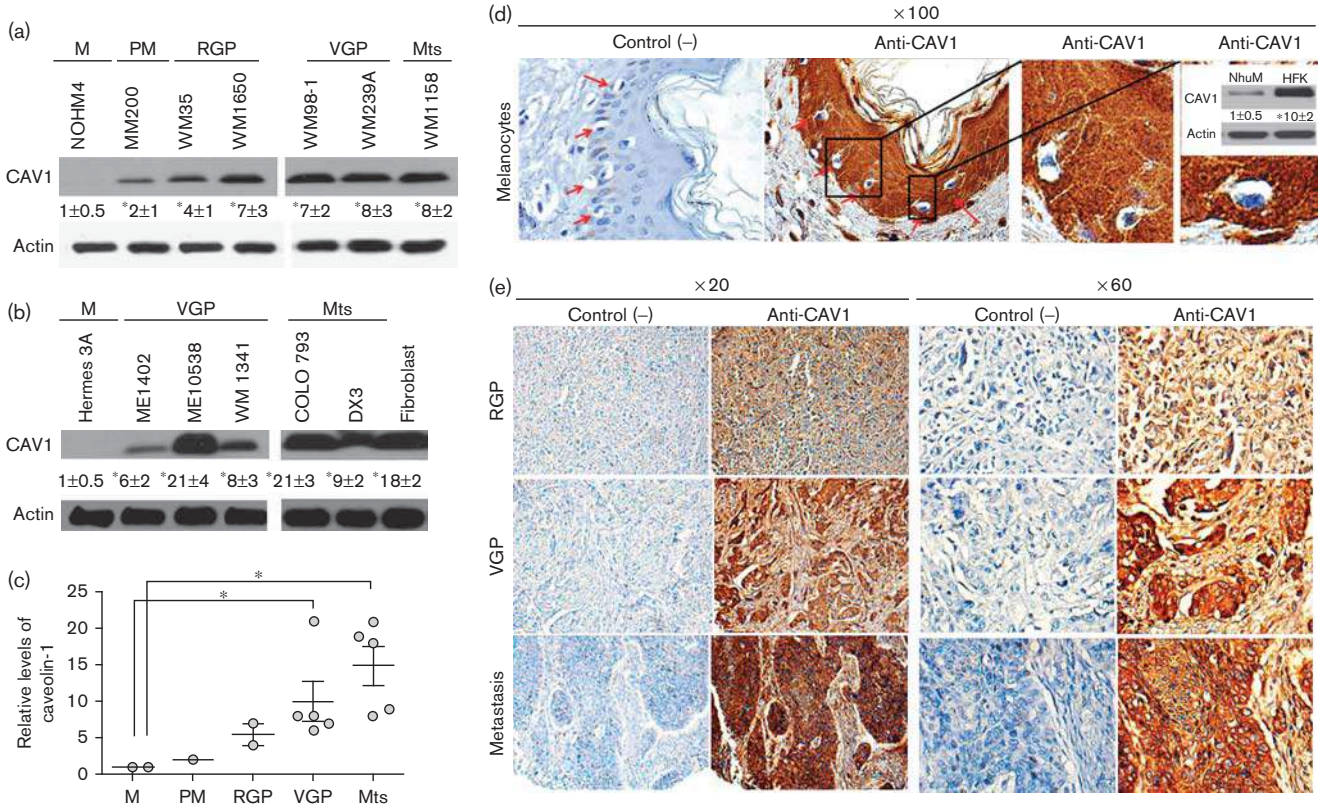 (a)
M PM RGP VGP Mts
NOHM4 MM200 WM35 WM1650 WM98-1 WM239A WM1158
CAV1
1±0.5 *2±1 *4±1 *7±3 *7±2 *8±3 *8±2
Actin
(b)
M VGP Mts
Hermes 3A ME1402 ME10538 WM 1341 COLO 793 DX3 Fibroblast
CAV1
1±0.5 *6±2 *21±4 *8±3 *21±3 *9±2 *18±2
Actin
(c)
* *
Relative levels of
caveolin-1
25
20
15
10
5
0
M PM RGP VGP Mts
(d)
×100
Control (–) Anti-CAV1 Anti-CAV1 Anti-CAV1
Melanocytes
NhuM HFK
CAV1
1±0.5 *10±2
Actin
(e)
×20 ×60
Control (–) Anti-CAV1 Control (–) Anti-CAV1
RGP
VGP
Metastasis